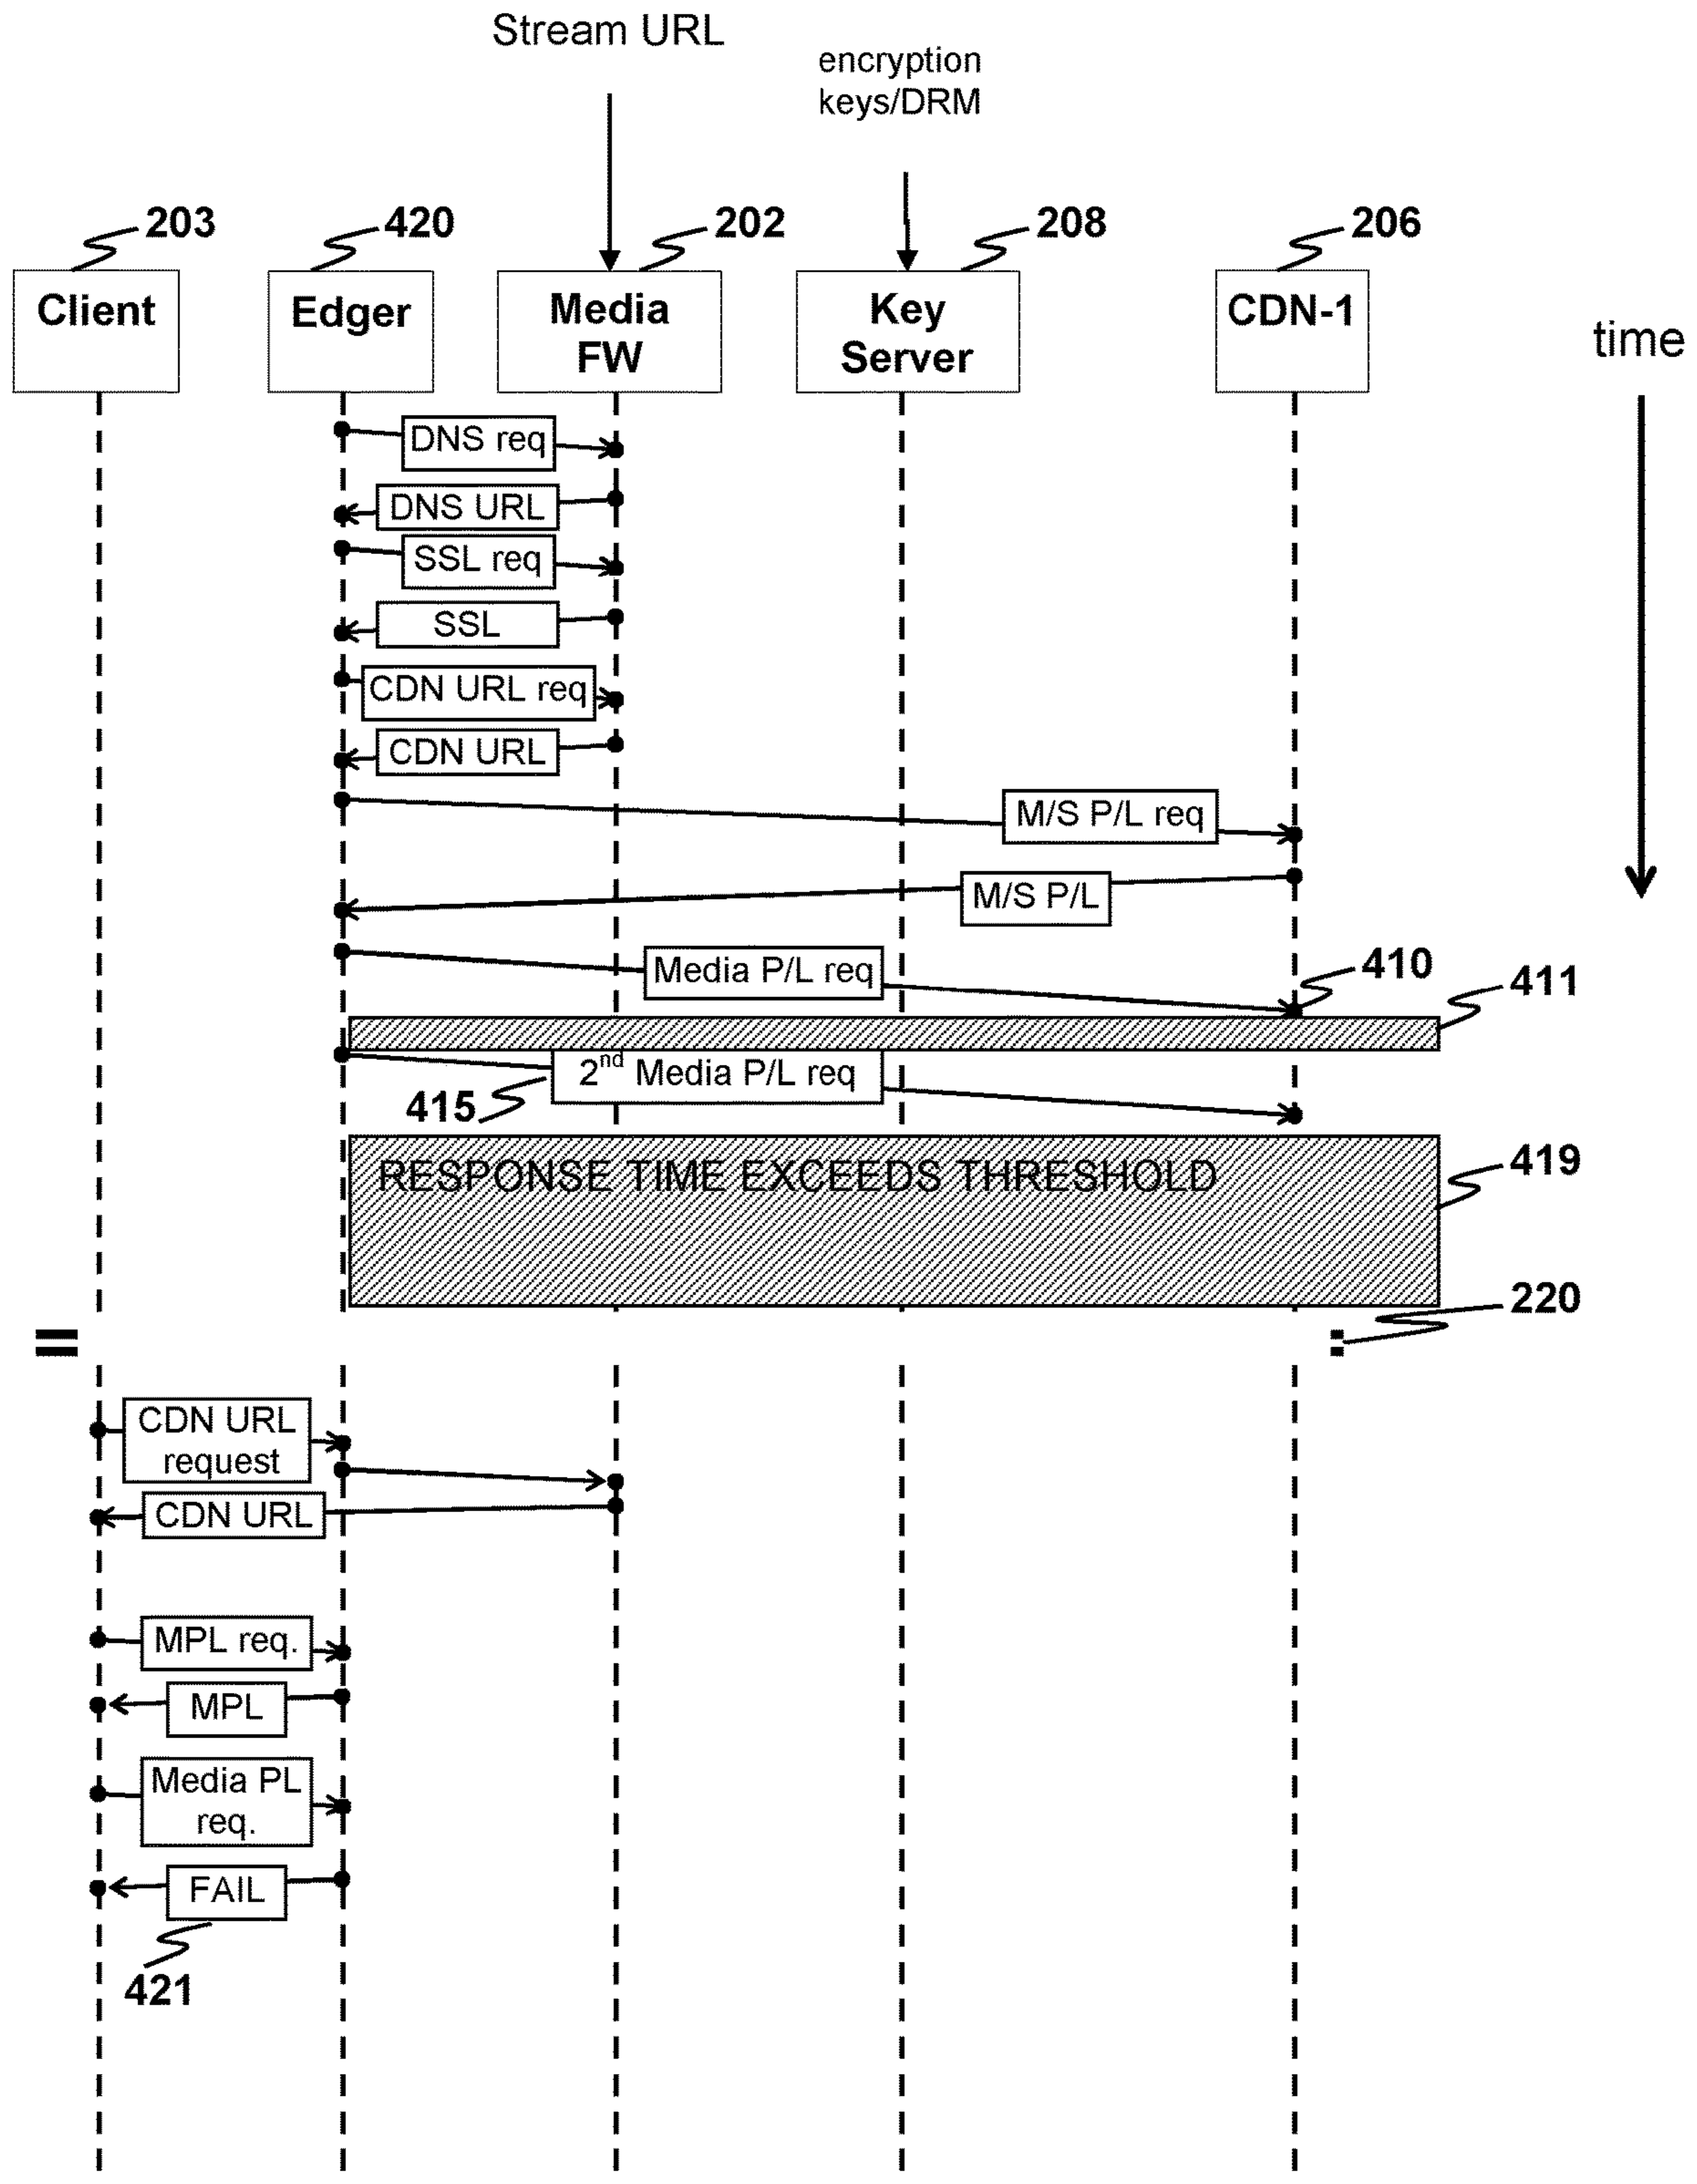 Stream URL
encryption
keys/DRM
203
420
202
208
206
Client
Edger
Media
FW
Key
Server
CDN-1
time
DNS req
DNS URL
SSL req
SSL
CDN URL req
CDN URL
M/S P/L req
M/S P/L
Media P/L req
410
411
2nd Media P/L req
415
RESPONSE TIME EXCEEDS THRESHOLD
419
220
CDN URL
request
CDN URL
MPL req.
MPL
Media PL
req.
FAIL
421